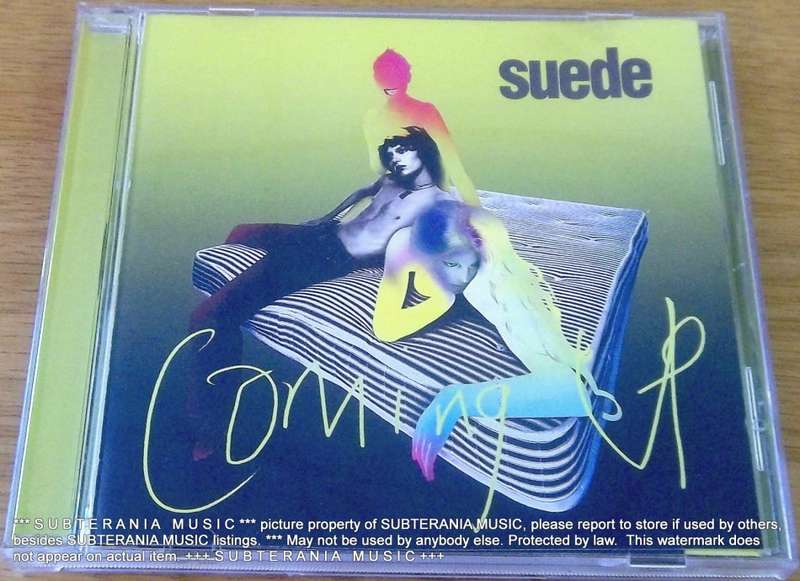 suede
Coming Up
*** S U B T E R A N I A  M U S I C *** picture property of SUBTERANIA MUSIC, please report to store if used by others,
besides SUBTERANIA MUSIC listings. *** May not be used by anybody else. Protected by law.  This watermark does
not appear on actual item. +++ S U B T E R A N I A  M U S I C +++